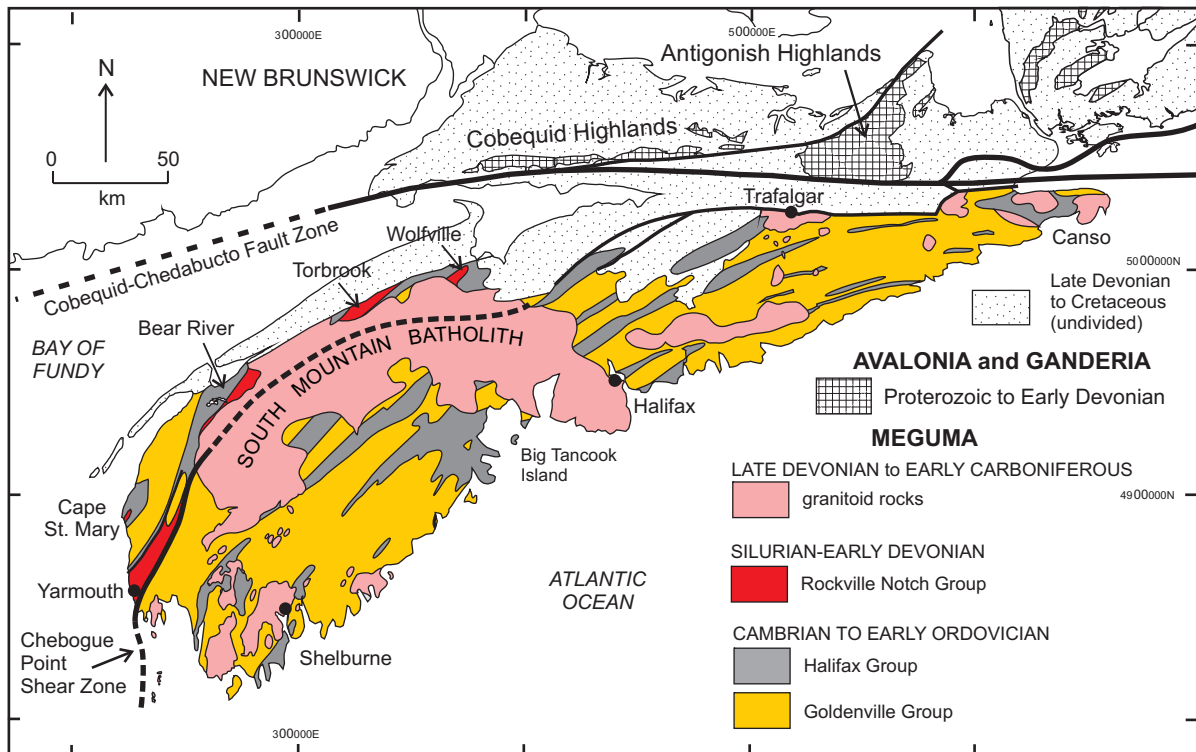 300000E
500000E
NEW BRUNSWICK
Antigonish Highlands
N
Cobequid Highlands
0 50
km
Trafalgar
Wolfville
Canso
Cobequid-Chedabucto Fault Zone
Torbrook
5000000N
Bear River
Late Devonian
to Cretaceous
(undivided)
BAY OF
FUNDY
SOUTH MOUNTAIN BATHOLITH
AVALONIA and GANDERIA
Proterozoic to Early Devonian
Halifax
MEGUMA
Big Tancook
Island
LATE DEVONIAN to EARLY CARBONIFEROUS
granitoid rocks
4900000N
Cape
St. Mary
SILURIAN-EARLY DEVONIAN
Rockville Notch Group
ATLANTIC
OCEAN
Yarmouth
CAMBRIAN TO EARLY ORDOVICIAN
Halifax Group
Chebogue
Point
Shear Zone
Shelburne
Goldenville Group
300000E